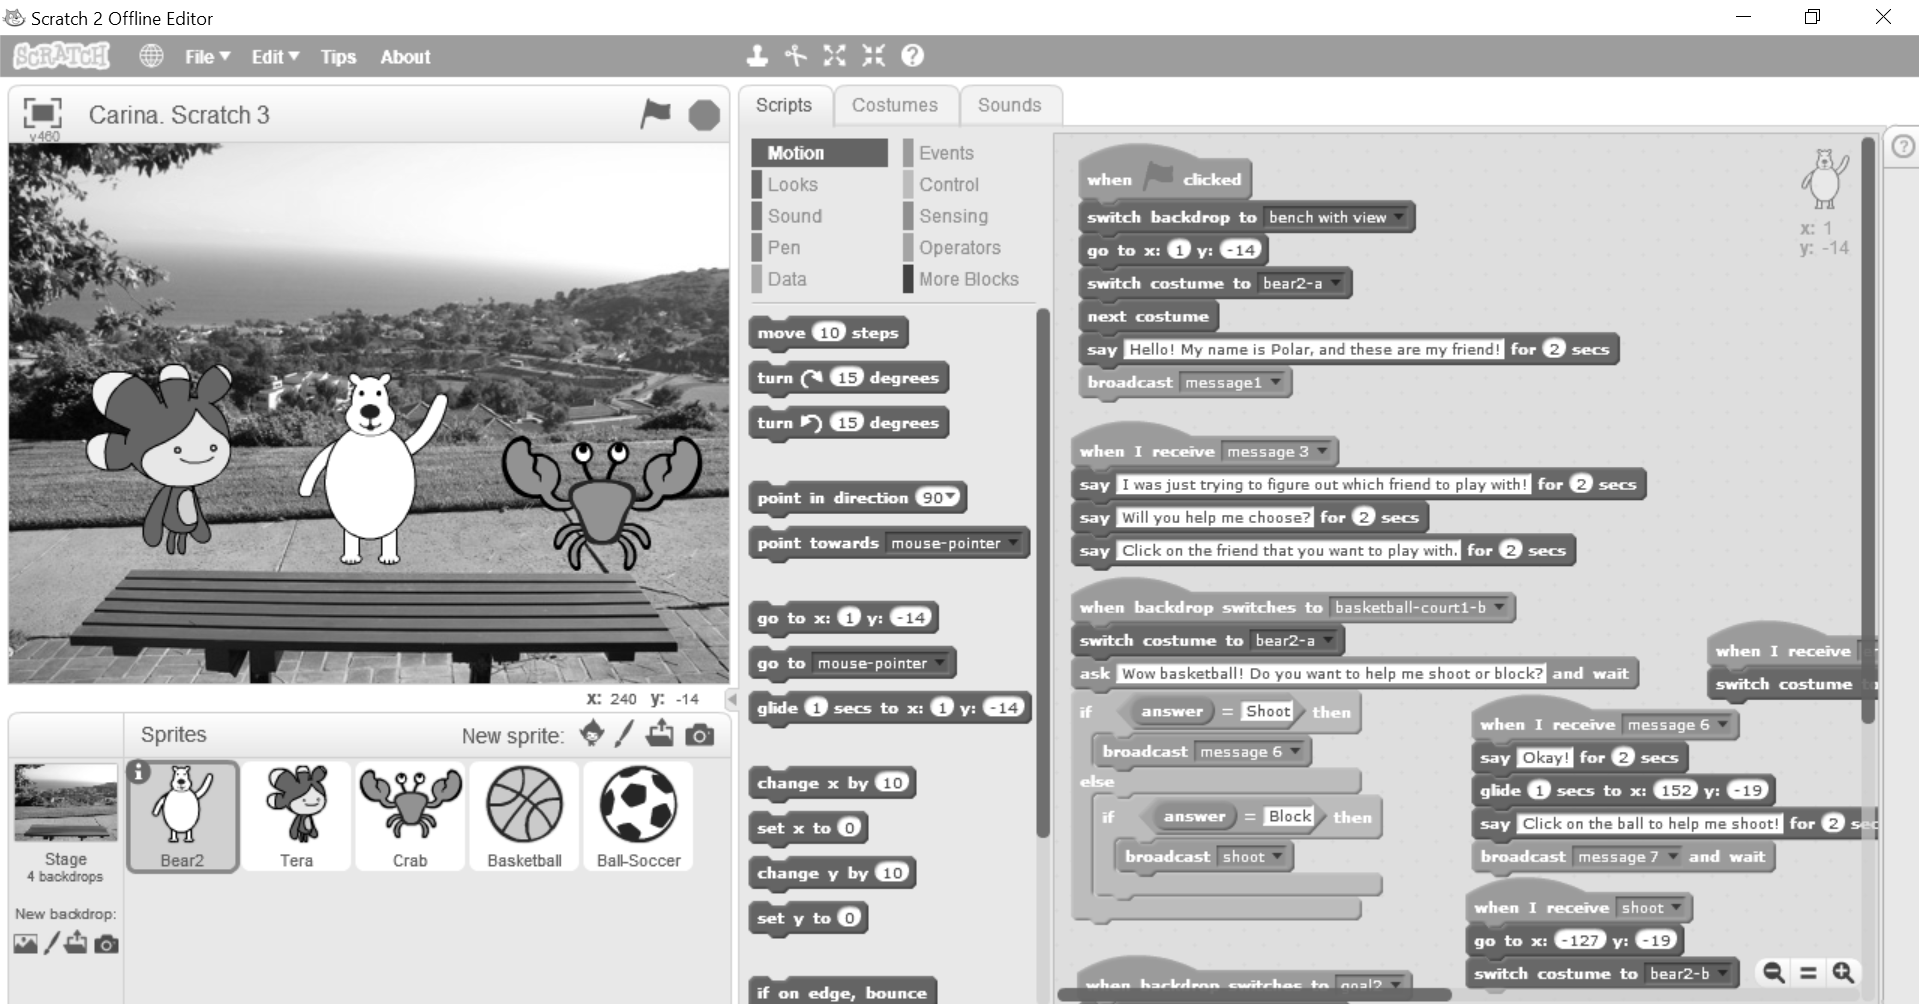 Scratch 2 Offline Editor
SCRATCH File Edit Tips About
v460 Carina. Scratch 3
Scripts Costumes Sounds
Motion Events
Looks Control
Sound Sensing
Pen Operators
Data More Blocks
move 10 steps
turn 15 degrees
turn 15 degrees
point in direction 90
point towards mouse-pointer
go to x: 1 y: -14
go to mouse-pointer
glide 1 secs to x: 1 y: -14
change x by 10
set x to 0
change y by 10
set y to 0
if on edge, bounce
when clicked
switch backdrop to bench with view
go to x: 1 y: -14
switch costume to bear2-a
next costume
say Hello! My name is Polar, and these are my friend! for 2 secs
broadcast message1
when I receive message 3
say I was just trying to figure out which friend to play with! for 2 secs
say Will you help me choose? for 2 secs
say Click on the friend that you want to play with. for 2 secs
when backdrop switches to basketball-court1-b
switch costume to bear2-a
ask Wow basketball! Do you want to help me shoot or block? and wait
if answer = Shoot then
broadcast message 6
else
if answer = Block then
broadcast shoot
when backdrop switches to goal2
when I receive
switch costume to
when I receive message 6
say Okay! for 2 secs
glide 1 secs to x: 152 y: -19
say Click on the ball to help me shoot! for 2
broadcast message 7 and wait
when I receive shoot
go to x: -127 y: -19
switch costume to bear2-b
x: 1
y: -14
x: 240 y: -14
Sprites New sprite:
Stage
4 backdrops
New backdrop:
Bear2 Tera Crab Basketball Ball-Soccer